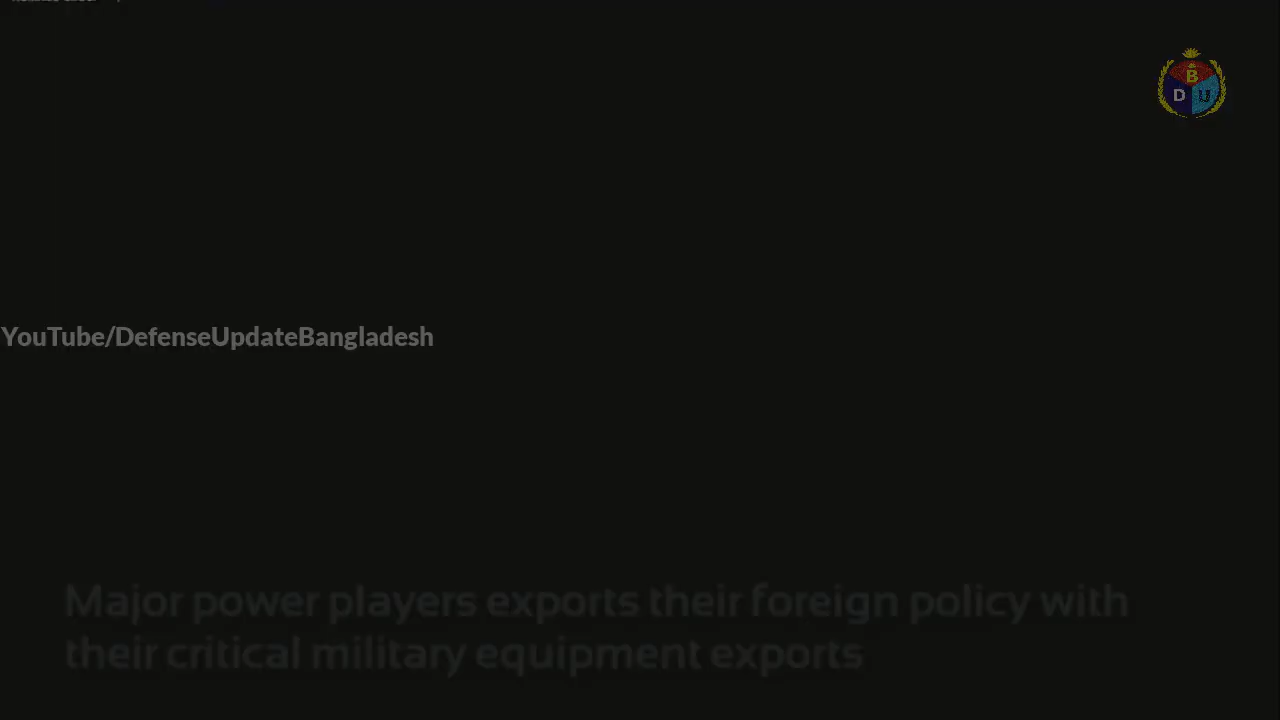 B
D U
YouTube/DefenseUpdateBangladesh
Major power players exports their foreign policy with
their critical military equipment exports